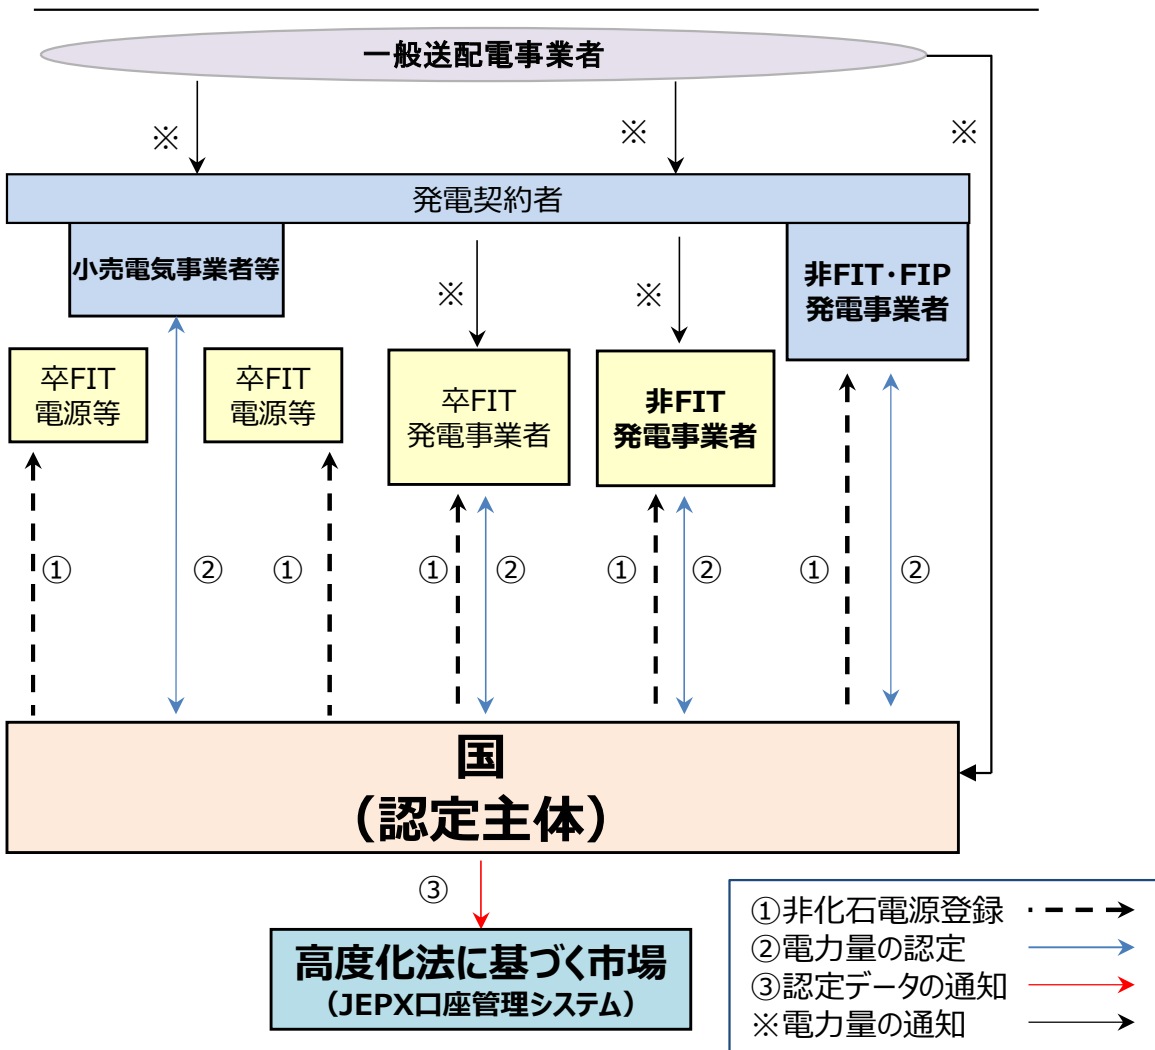 一般送配電事業者
※
※
※
発電契約者
小売電気事業者等
非FIT・FIP
発電事業者
※
※
卒FIT
電源等
卒FIT
電源等
卒FIT
発電事業者
非FIT
発電事業者
①
②
①
①
②
①
②
①
②
国
（認定主体）
③
高度化法に基づく市場
（JEPX口座管理システム）
①非化石電源登録
②電力量の認定
③認定データの通知
※電力量の通知